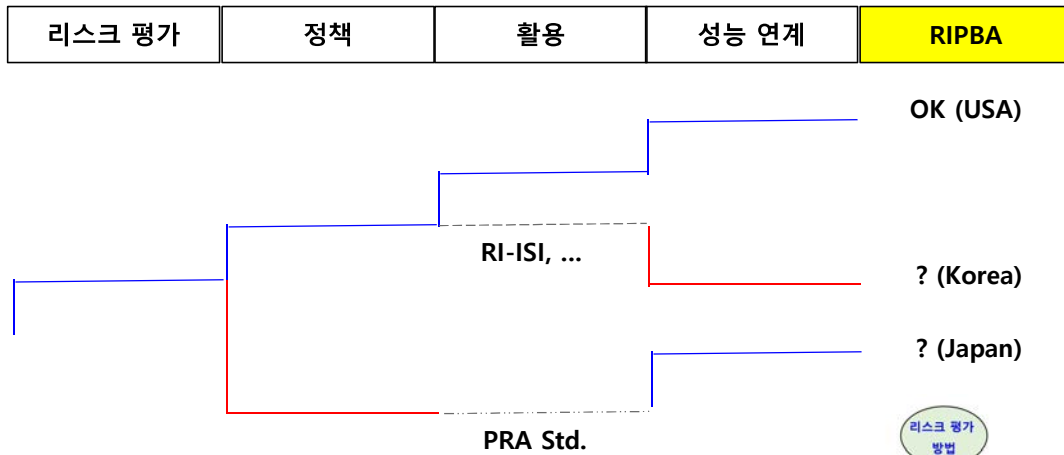 리스크 평가 정책 활용 성능 연계 RIPBA
OK (USA)
RI-ISI, ...
? (Korea)
? (Japan)
PRA Std.
리스크 평가
방법